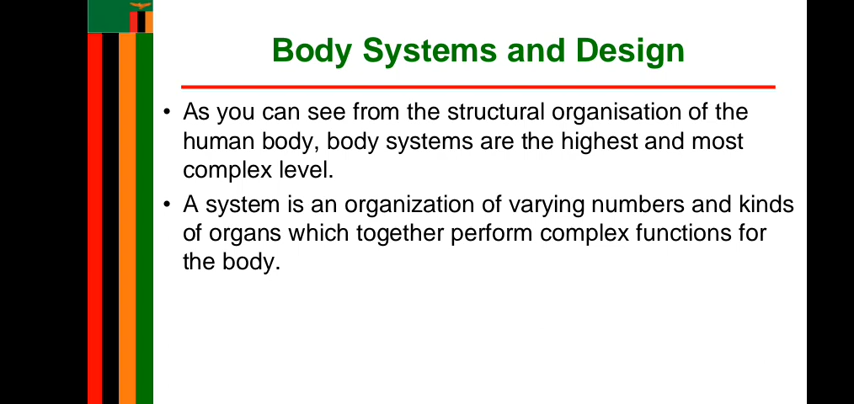 Body Systems and Design
• As you can see from the structural organisation of the
human body, body systems are the highest and most
complex level.
• A system is an organization of varying numbers and kinds
of organs which together perform complex functions for
the body.